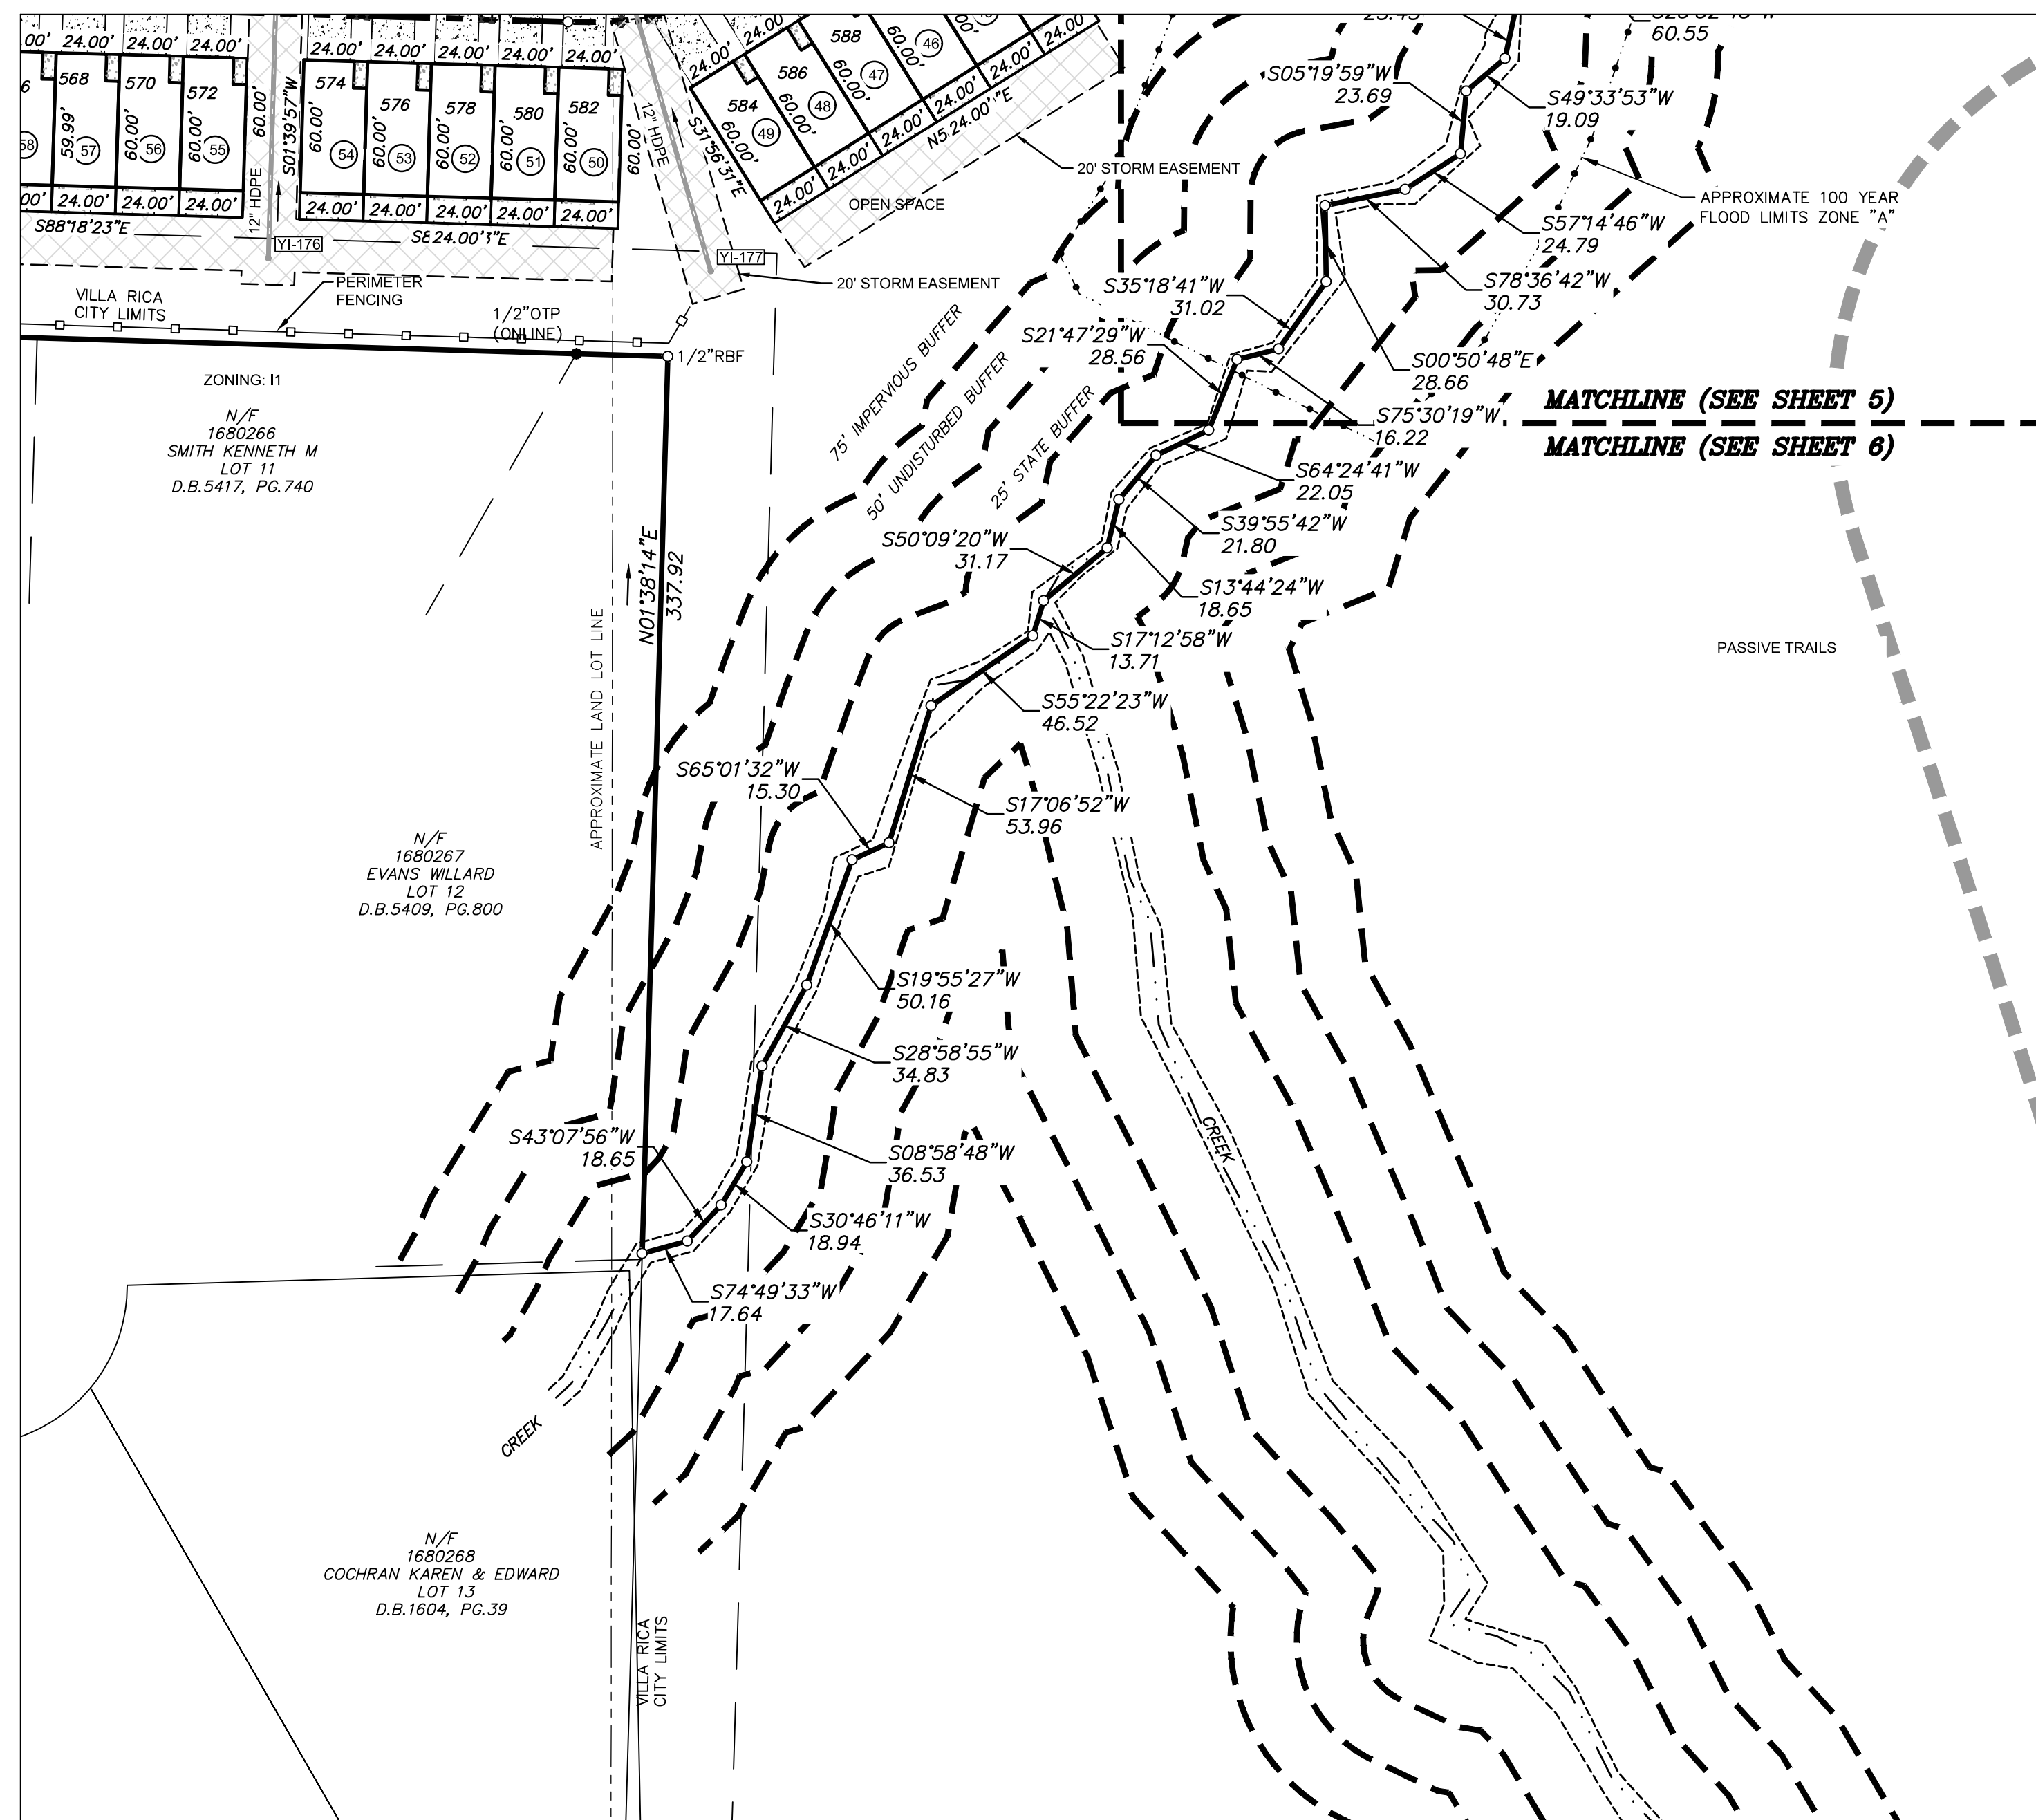 00' 24.00' 24.00' 24.00'
24.00' 24.00' 24.00' 24.00' 24.00'
568 570 572
574 576 578 580 582
59.99' 60.00' 60.00' 60.00'
60.00' 60.00' 60.00' 60.00' 60.00' 60.00'
58 57 56 55
54 53 52 51 50
00' 24.00' 24.00' 24.00'
24.00' 24.00' 24.00' 24.00' 24.00'
12" HDPE
S01°39'57"W
12" HDPE
S31°56'31"E
24.00'
584 586 588
60.00' 60.00' 60.00' 60.00'
49 48 47 46
24.00' 24.00' 24.00' 24.00' 24.00' 24.00'
24.00'
OPEN SPACE
20' STORM EASEMENT
S88°18'23"E
YI-176
YI-177
20' STORM EASEMENT
VILLA RICA
CITY LIMITS
PERIMETER
FENCING
1/2"OTP
(ONLINE)
1/2"RBF
ZONING: I1
N/F
1680266
SMITH KENNETH M
LOT 11
D.B.5417, PG.740
N01°38'14"E
337.92
APPROXIMATE LAND LOT LINE
N/F
1680267
EVANS WILLARD
LOT 12
D.B.5409, PG.800
75' IMPERVIOUS BUFFER
50' UNDISTURBED BUFFER
25' STATE BUFFER
60.55
S05°19'59"W
23.69
S49°33'53"W
19.09
APPROXIMATE 100 YEAR
FLOOD LIMITS ZONE "A"
S57°14'46"W
24.79
S78°36'42"W
30.73
S35°18'41"W
31.02
S21°47'29"W
28.56
S00°50'48"E
28.66
MATCHLINE (SEE SHEET 5)
MATCHLINE (SEE SHEET 6)
S75°30'19"W
16.22
S64°24'41"W
22.05
S39°55'42"W
21.80
S50°09'20"W
31.17
S13°44'24"W
18.65
S17°12'58"W
13.71
PASSIVE TRAILS
S55°22'23"W
46.52
S65°01'32"W
15.30
S17°06'52"W
53.96
S19°55'27"W
50.16
S28°58'55"W
34.83
S43°07'56"W
18.65
S08°58'48"W
36.53
S30°46'11"W
18.94
S74°49'33"W
17.64
CREEK
CREEK
N/F
1680268
COCHRAN KAREN & EDWARD
LOT 13
D.B.1604, PG.39
VILLA RICA
CITY LIMITS